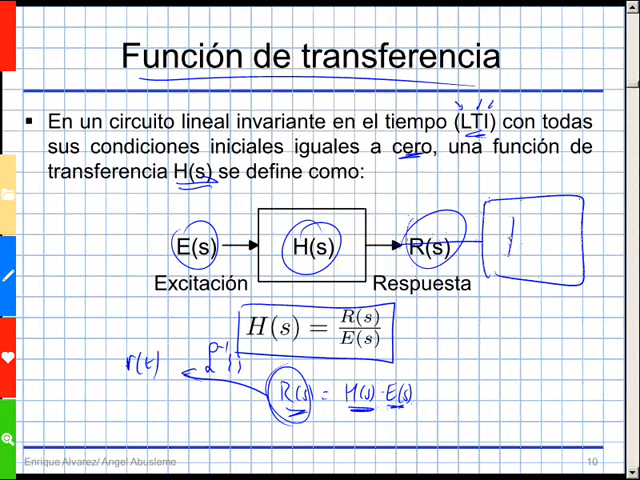 Función de transferencia
▪ En un circuito lineal invariante en el tiempo (LTI) con todas
sus condiciones iniciales iguales a cero, una función de
transferencia H(s) se define como:
E(s) H(s) R(s)
Excitación Respuesta
H(s) = R(s)/E(s)
r(t)
R(s) = H(s) · E(s)
Enrique Alvarez/ Angel Abusleme 10